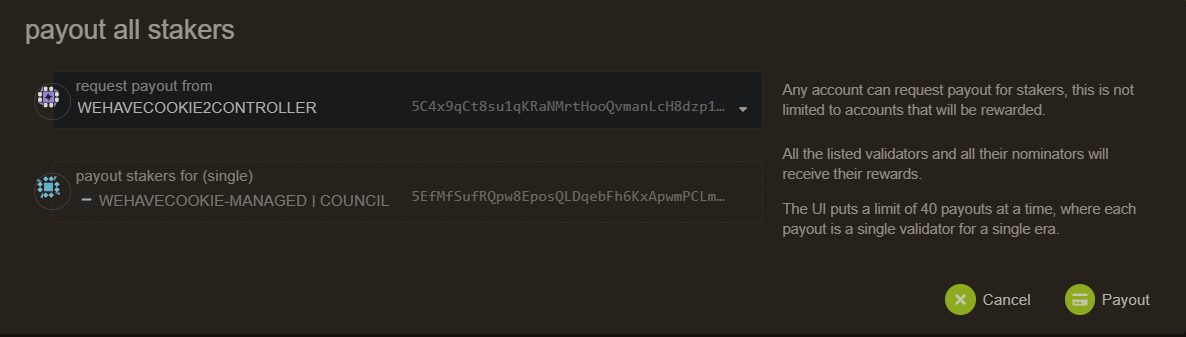 payout all stakers
request payout from
WEHAVECOOKIE2CONTROLLER 5C4x9qCt8su1qKRaNMrtHooQvmanLcH8dzp1…
payout stakers for (single)
WEHAVECOOKIE-MANAGED | COUNCIL 5EfMfSufRQpw8EposQLDqebFh6KxApwmPCLm…
Any account can request payout for stakers, this is not
limited to accounts that will be rewarded.
All the listed validators and all their nominators will
receive their rewards.
The UI puts a limit of 40 payouts at a time, where each
payout is a single validator for a single era.
Cancel
Payout